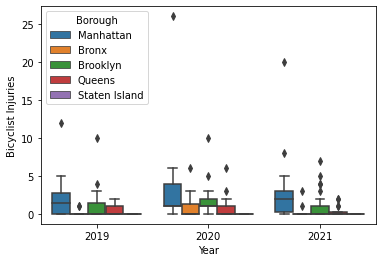 Borough
Manhattan
Bronx
Brooklyn
Queens
Staten Island
25
20
15
10
5
0
Bicyclist Injuries
2019
2020
2021
Year